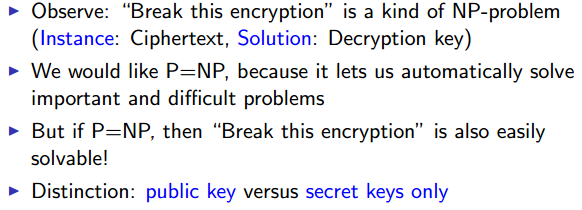 ▶ Observe: “Break this encryption” is a kind of NP-problem
(Instance: Ciphertext, Solution: Decryption key)
▶ We would like P=NP, because it lets us automatically solve
important and difficult problems
▶ But if P=NP, then “Break this encryption” is also easily
solvable!
▶ Distinction: public key versus secret keys only